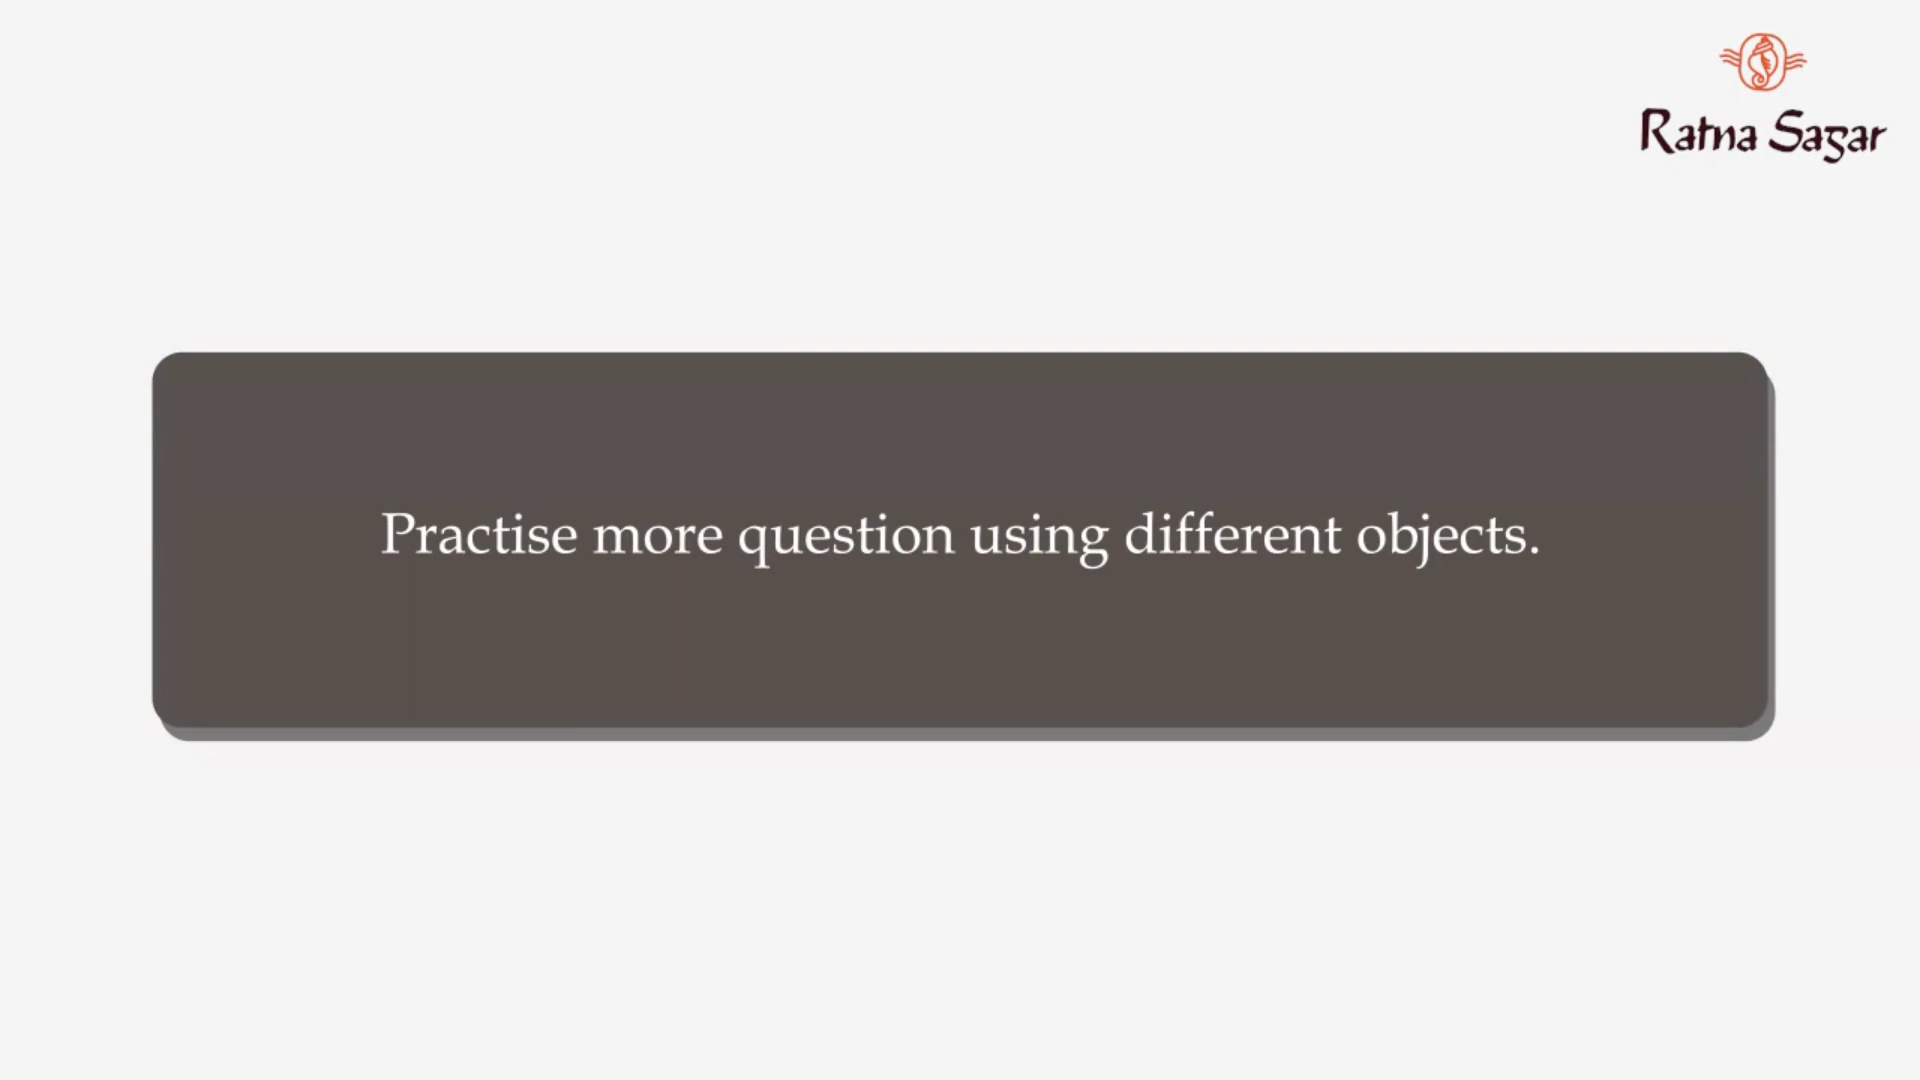 Ratna Sagar
Practise more question using different objects.